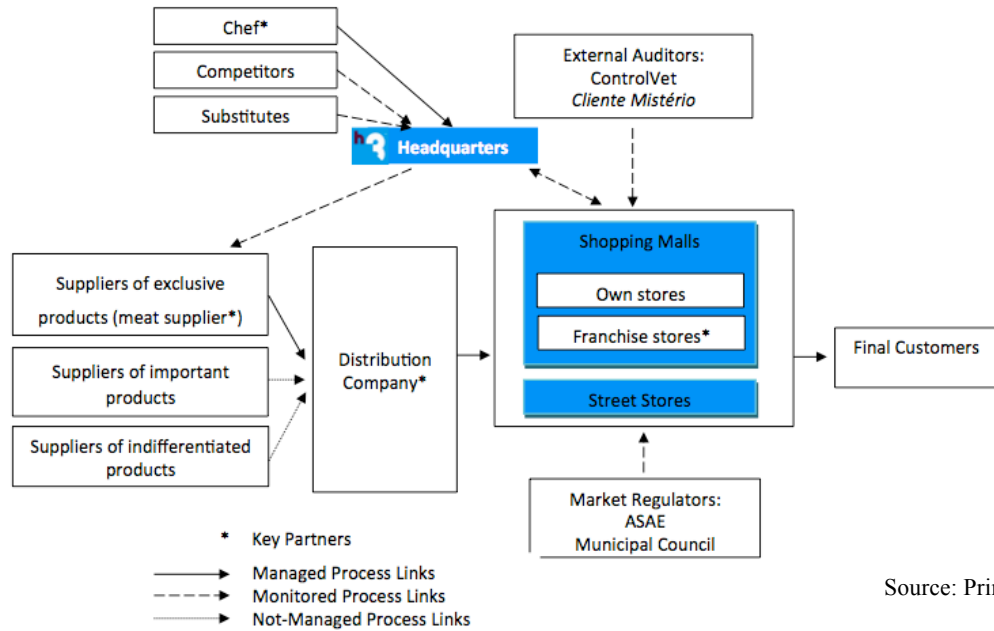 Chef*
Competitors
Substitutes
External Auditors:
ControlVet
Cliente Mistério
h3
Headquarters
Shopping Malls
Own stores
Franchise stores*
Street Stores
Suppliers of exclusive
products (meat supplier*)
Suppliers of important
products
Suppliers of indifferentiated
products
Distribution
Company*
Final Customers
Market Regulators:
ASAE
Municipal Council
* Key Partners
Managed Process Links
Monitored Process Links
Not-Managed Process Links
Source: Prin